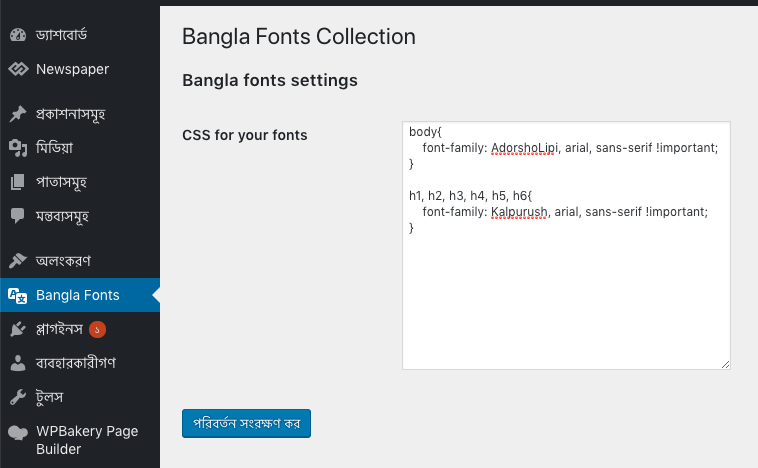 ড্যাশবোর্ড
Newspaper
প্রকাশনাসমূহ
মিডিয়া
পাতাসমূহ
মন্তব্যসমূহ
অলংকরণ
Bangla Fonts
প্লাগইনস ১
ব্যবহারকারীগণ
টুলস
WPBakery Page
Builder
Bangla Fonts Collection
Bangla fonts settings
CSS for your fonts
body{
font-family: AdorshoLipi, arial, sans-serif !important;
}
h1, h2, h3, h4, h5, h6{
font-family: Kalpurush, arial, sans-serif !important;
}
পরিবর্তন সংরক্ষণ কর